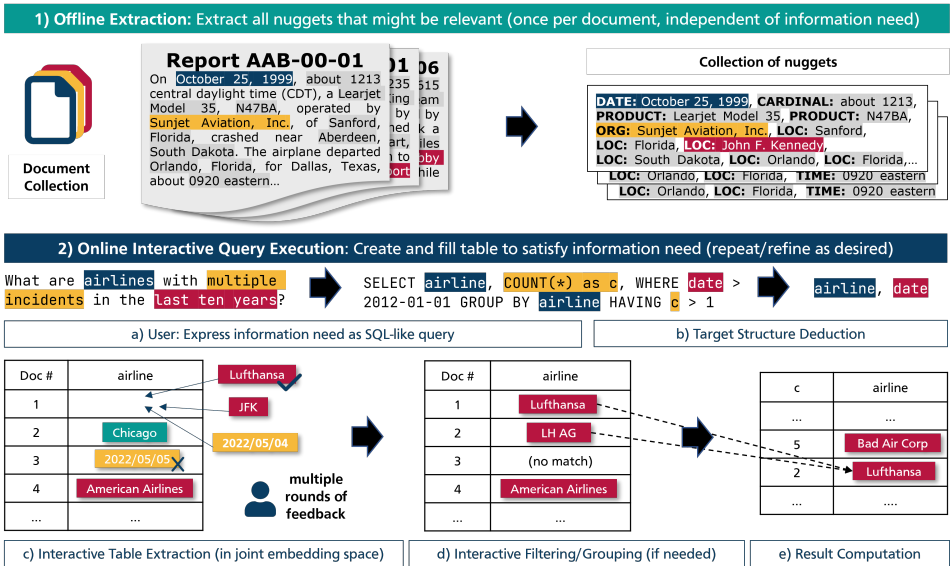 1) Offline Extraction: Extract all nuggets that might be relevant (once per document, independent of information need)
Document
Collection
Report AAB-00-01
On October 25, 1999, about 1213
central daylight time (CDT), a Learjet
Model 35, N47BA, operated by
Sunjet Aviation, Inc., of Sanford,
Florida, crashed near Aberdeen,
South Dakota. The airplane departed
Orlando, Florida, for Dallas, Texas,
about 0920 eastern...
01
06
Collection of nuggets
DATE: October 25, 1999, CARDINAL: about 1213,
PRODUCT: Learjet Model 35, PRODUCT: N47BA,
ORG: Sunjet Aviation, Inc., LOC: Sanford,
LOC: Florida, LOC: John F. Kennedy,
LOC: South Dakota, LOC: Orlando, LOC: Florida,...
LOC: Orlando, LOC: Florida, TIME: 0920 eastern
LOC: Orlando, LOC: Florida, TIME: 0920 eastern
2) Online Interactive Query Execution: Create and fill table to satisfy information need (repeat/refine as desired)
What are airlines with multiple
incidents in the last ten years?
SELECT airline, COUNT(*) as c, WHERE date >
2012-01-01 GROUP BY airline HAVING c > 1
airline, date
a) User: Express information need as SQL-like query
b) Target Structure Deduction
Doc # airline
1
2 Chicago
3 2022/05/05
4 American Airlines
... ...
Lufthansa
JFK
2022/05/04
multiple
rounds of
feedback
Doc # airline
1 Lufthansa
2 LH AG
3 (no match)
4 American Airlines
... ...
c airline
... ...
5 Bad Air Corp
2 Lufthansa
.... ....
c) Interactive Table Extraction (in joint embedding space)
d) Interactive Filtering/Grouping (if needed)
e) Result Computation